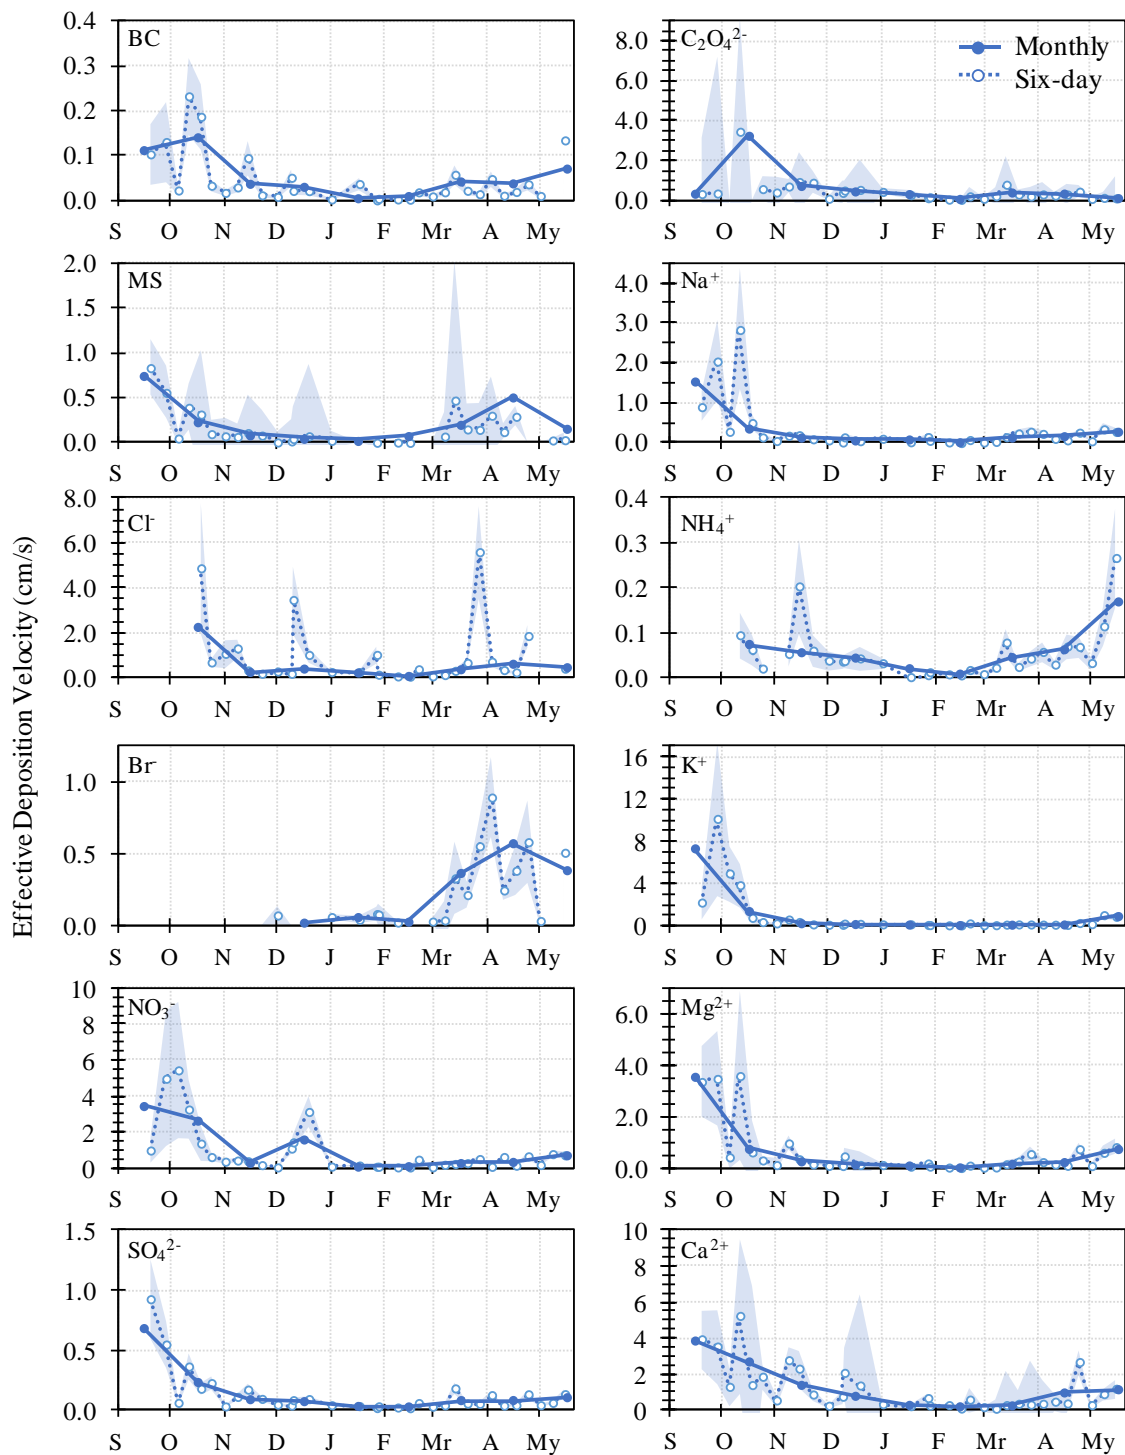 Effective Deposition Velocity (cm/s)
BC
0.4
0.3
0.2
0.1
0.0
S O N D J F Mr A My
C₂O₄²⁻
Monthly
Six-day
8.0
6.0
4.0
2.0
0.0
S O N D J F Mr A My
MS
2.0
1.5
1.0
0.5
0.0
S O N D J F Mr A My
Na⁺
4.0
3.0
2.0
1.0
0.0
S O N D J F Mr A My
Cl⁻
8.0
6.0
4.0
2.0
0.0
S O N D J F Mr A My
NH₄⁺
0.4
0.3
0.2
0.1
0.0
S O N D J F Mr A My
Br⁻
1.0
0.5
0.0
S O N D J F Mr A My
K⁺
16
12
8
4
0
S O N D J F Mr A My
NO₃⁻
10
8
6
4
2
0
S O N D J F Mr A My
Mg²⁺
6.0
4.0
2.0
0.0
S O N D J F Mr A My
SO₄²⁻
1.5
1.0
0.5
0.0
S O N D J F Mr A My
Ca²⁺
10
8
6
4
2
0
S O N D J F Mr A My